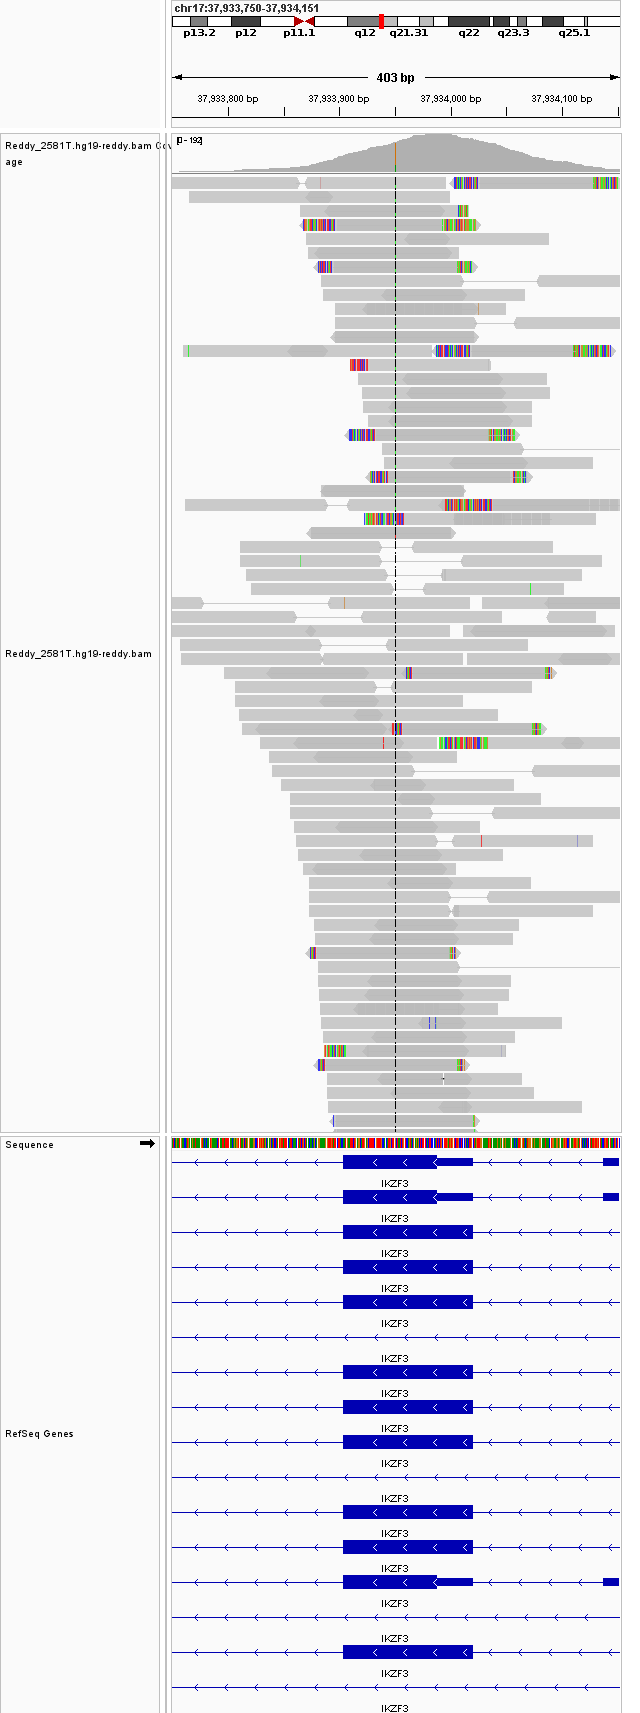 chr17:37,933,750-37,934,151
p13.2 p12 p11.1 q12 q21.31 q22 q23.3 q25.1
403 bp
37,933,800 bp 37,933,900 bp 37,934,000 bp 37,934,100 bp
Reddy_2581T.hg19-reddy.bam Cov
age
[0 - 192]
Reddy_2581T.hg19-reddy.bam
Sequence
IKZF3
IKZF3
IKZF3
IKZF3
IKZF3
IKZF3
IKZF3
RefSeq Genes
IKZF3
IKZF3
IKZF3
IKZF3
IKZF3
IKZF3
IKZF3
IKZF3
IKZF3